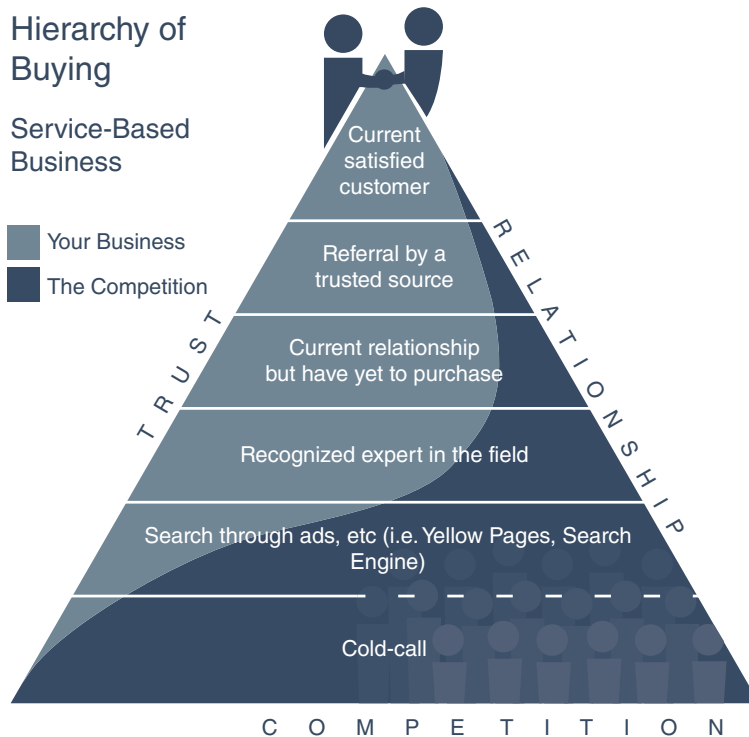 Hierarchy of
Buying
Service-Based
Business
Your Business
The Competition
Current
satisfied
customer
Referral by a
trusted source
Current relationship
but have yet to purchase
Recognized expert in the field
Search through ads, etc (i.e. Yellow Pages, Search
Engine)
Cold-call
TRUST
RELATIONSHIP
COMPETITION